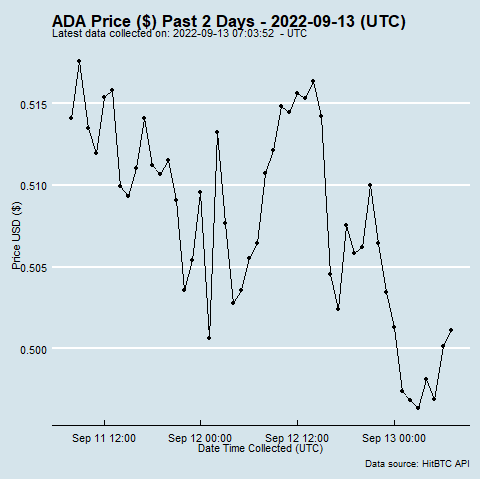 ADA Price ($) Past 2 Days - 2022-09-13 (UTC)
Latest data collected on: 2022-09-13 07:03:52 - UTC
0.515
0.510
0.505
0.500
Price USD ($)
Sep 11 12:00 Sep 12 00:00 Sep 12 12:00 Sep 13 00:00
Date Time Collected (UTC)
Data source: HitBTC API